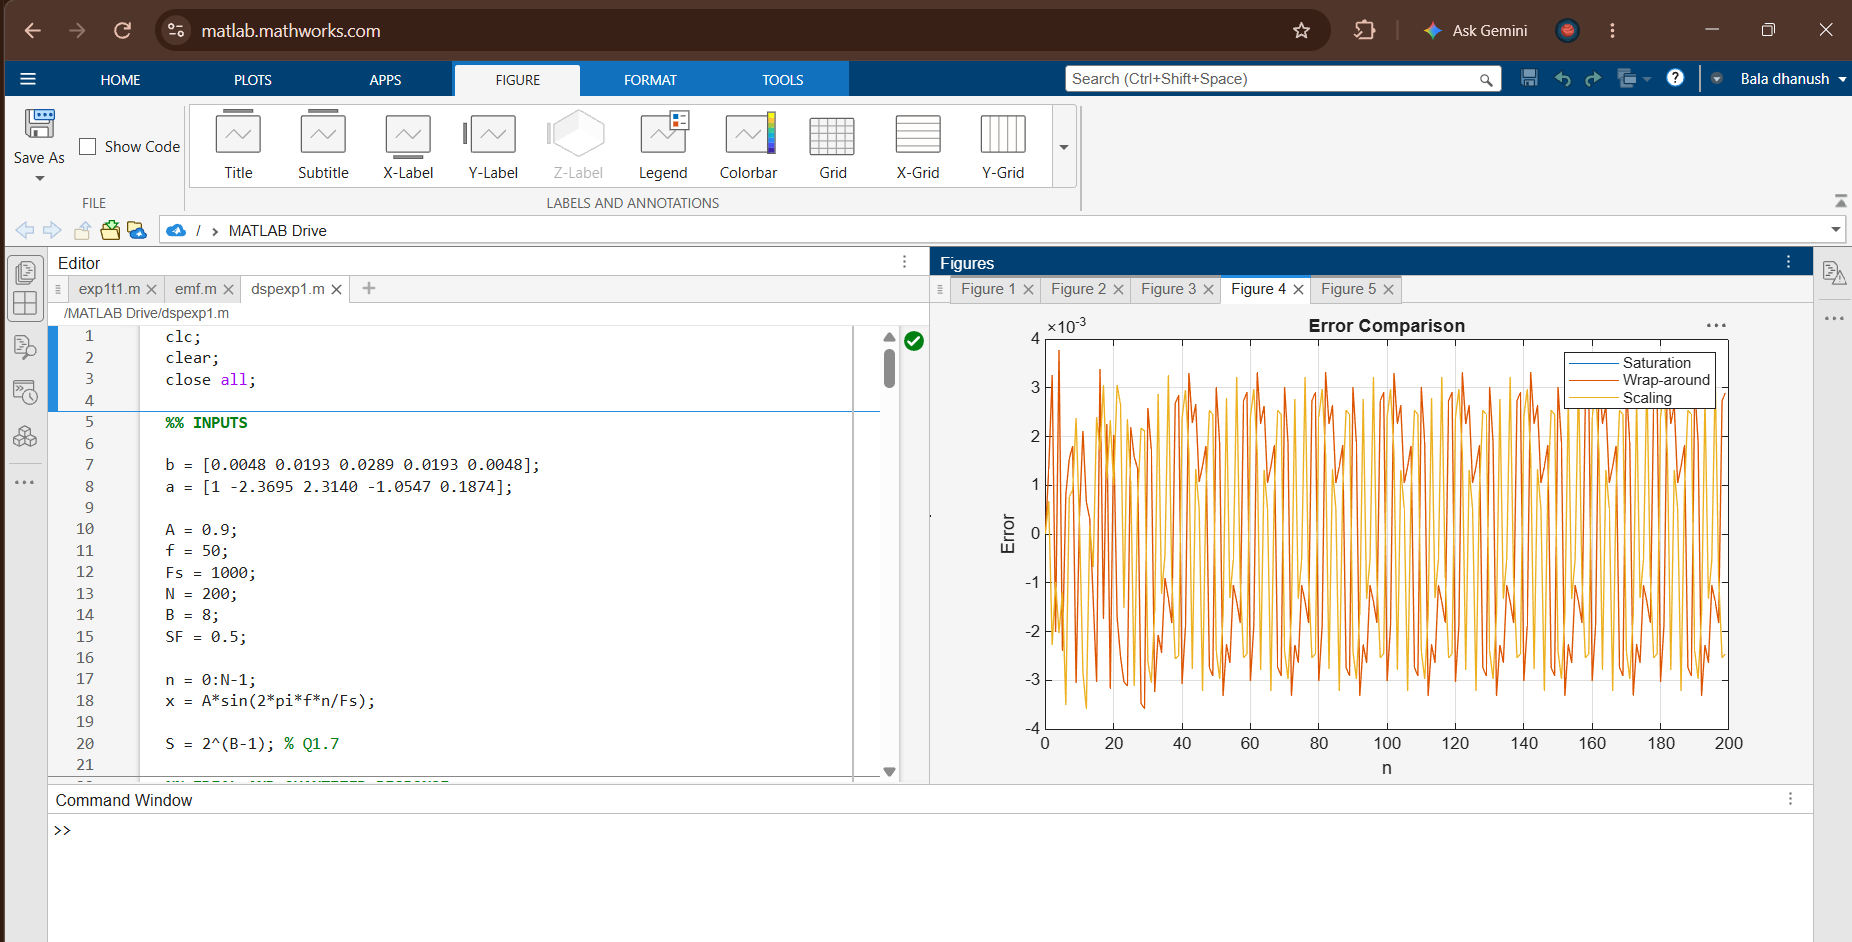 matlab.mathworks.com
Ask Gemini
HOME PLOTS APPS FIGURE FORMAT TOOLS
Search (Ctrl+Shift+Space)
Bala dhanush
Save As
Show Code
Title Subtitle X-Label Y-Label Z-Label Legend Colorbar Grid X-Grid Y-Grid
FILE LABELS AND ANNOTATIONS
/ › MATLAB Drive
Editor
exp1t1.m emf.m dspexp1.m
/MATLAB Drive/dspexp1.m
1 clc;
2 clear;
3 close all;
4
5 %% INPUTS
6
7 b = [0.0048 0.0193 0.0289 0.0193 0.0048];
8 a = [1 -2.3695 2.3140 -1.0547 0.1874];
9
10 A = 0.9;
11 f = 50;
12 Fs = 1000;
13 N = 200;
14 B = 8;
15 SF = 0.5;
16
17 n = 0:N-1;
18 x = A*sin(2*pi*f*n/Fs);
19
20 S = 2^(B-1); % Q1.7
21
Figures
Figure 1 Figure 2 Figure 3 Figure 4 Figure 5
×10-3
Error Comparison
Saturation
Wrap-around
Scaling
4
3
2
1
0
-1
-2
-3
-4
Error
0 20 40 60 80 100 120 140 160 180 200
n
Command Window
>>